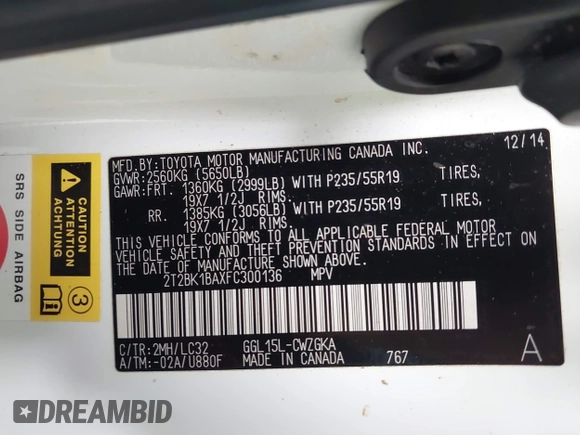 MFD.BY:TOYOTA MOTOR MANUFACTURING CANADA INC. 12/14
GVWR:2560KG (5650LB)
GAWR:FRT. 1360KG (2999LB) WITH P235/55R19 TIRES,
19X7 1/2J RIMS.
RR. 1385KG (3056LB) WITH P235/55R19 TIRES,
19X7 1/2J RIMS.
THIS VEHICLE CONFORMS TO ALL APPLICABLE FEDERAL MOTOR
VEHICLE SAFETY AND THEFT PREVENTION STANDARDS IN EFFECT ON
THE DATE OF MANUFACTURE SHOWN ABOVE.
2T2BK1BAXFC300136 MPV
C/TR:2MH/LC32 GGL15L-CWZGKA
A/TM:-02A/U880F MADE IN CANADA 767 A
SRS SIDE AIRBAG
CAUTION
ATTENTION
ACHTUNG
3
DREAMBID